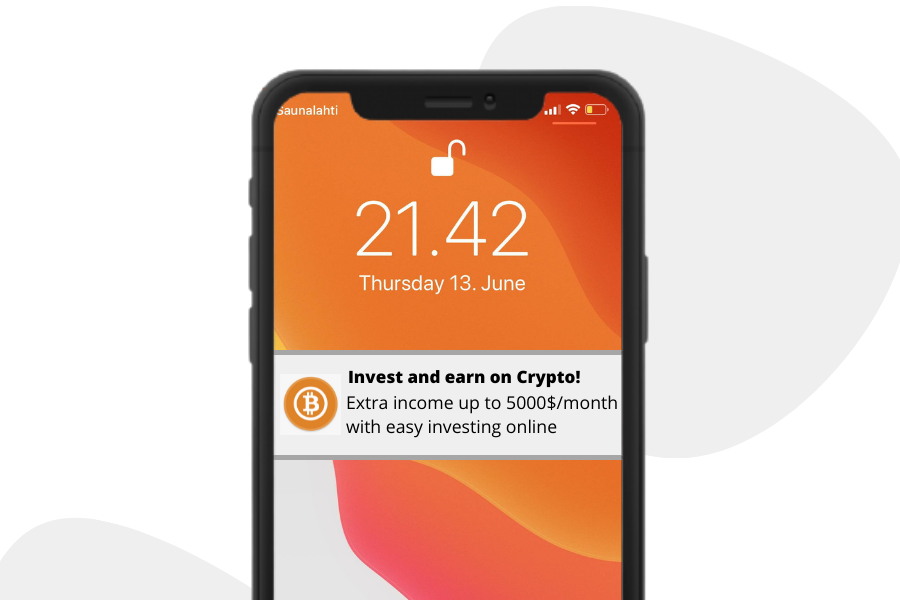 Saunalahti
21.42
Thursday 13. June
Invest and earn on Crypto!
Extra income up to 5000$/month
with easy investing online